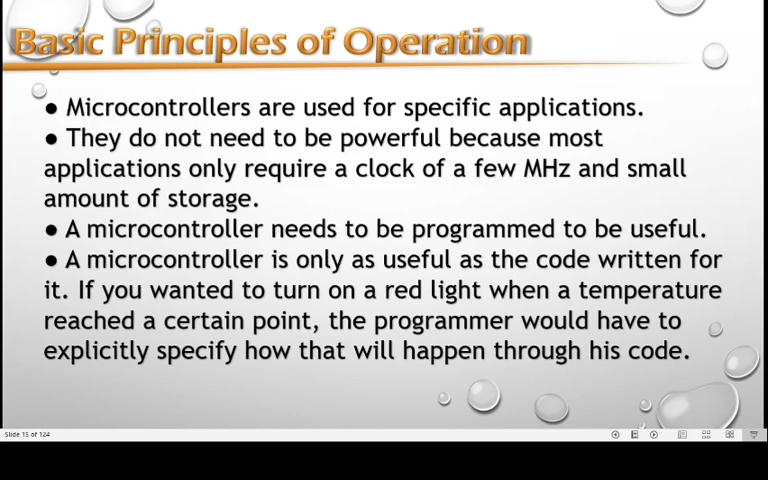 Basic Principles of Operation
● Microcontrollers are used for specific applications.
● They do not need to be powerful because most
applications only require a clock of a few MHz and small
amount of storage.
● A microcontroller needs to be programmed to be useful.
● A microcontroller is only as useful as the code written for
it. If you wanted to turn on a red light when a temperature
reached a certain point, the programmer would have to
explicitly specify how that will happen through his code.
Slide 15 of 124